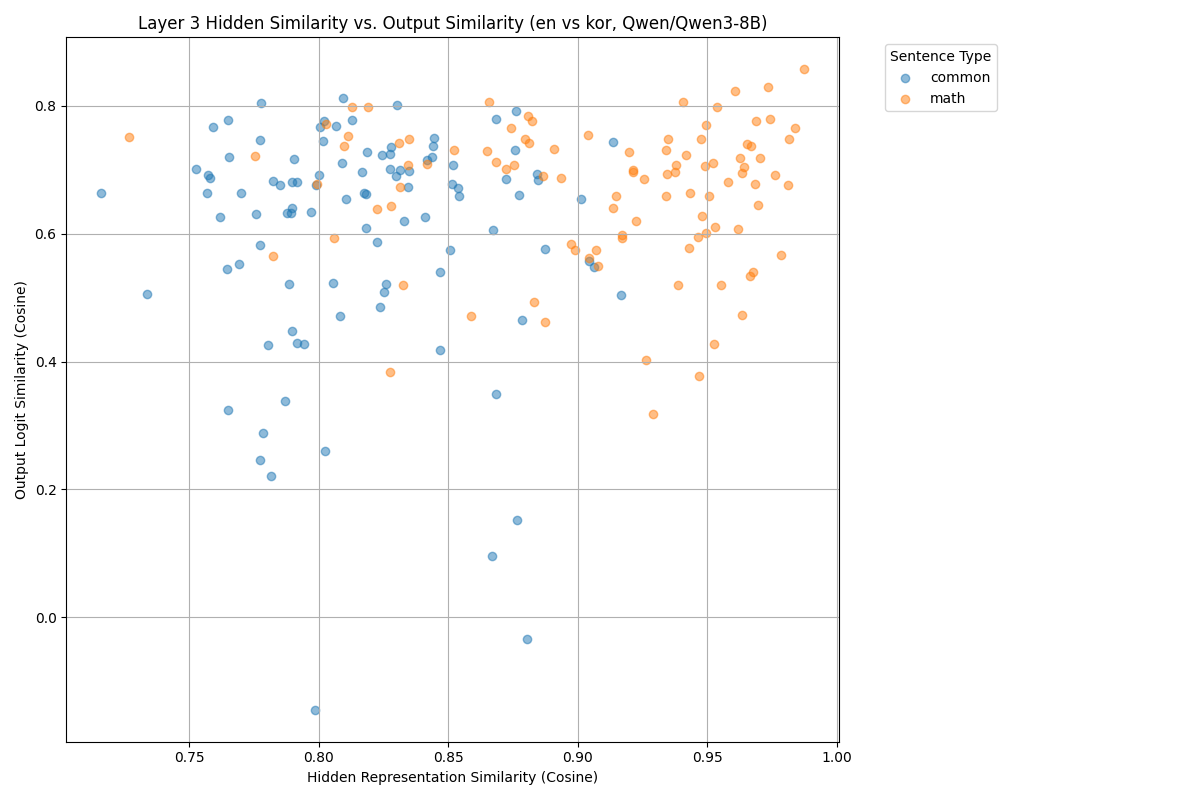 Layer 3 Hidden Similarity vs. Output Similarity (en vs kor, Qwen/Qwen3-8B)
Sentence Type
common
math
Output Logit Similarity (Cosine)
0.8
0.6
0.4
0.2
0.0
0.75
0.80
0.85
0.90
0.95
1.00
Hidden Representation Similarity (Cosine)